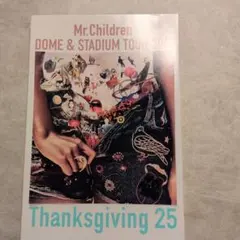 Mr.Children
DOME & STADIUM TOUR
Thanksgiving 25